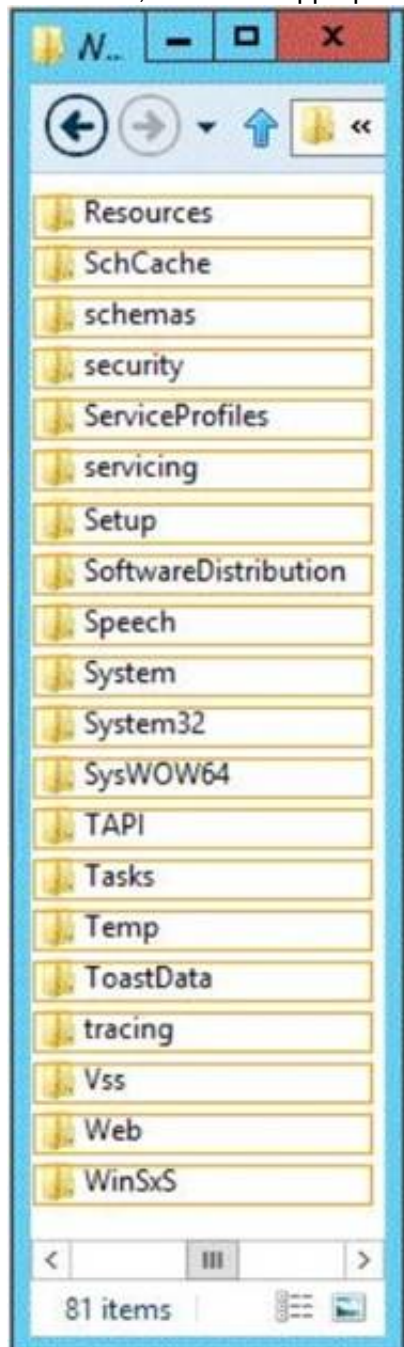 N...
«
Resources
SchCache
schemas
security
ServiceProfiles
servicing
Setup
SoftwareDistribution
Speech
System
System32
SysWOW64
TAPI
Tasks
Temp
ToastData
tracing
Vss
Web
WinSxS
81 items